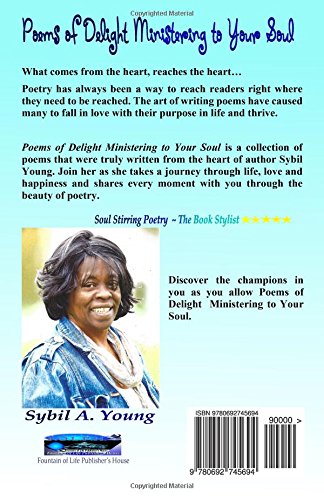 Copyrighted Material
Poems of Delight Ministering to Your Soul
What comes from the heart, reaches the heart…
Poetry has always been a way to reach readers right where
they need to be reached. The art of writing poems have caused
many to fall in love with their purpose in life and thrive.
Poems of Delight Ministering to Your Soul is a collection of
poems that were truly written from the heart of author Sybil
Young. Join her as she takes a journey through life, love and
happiness and shares every moment with you through the
beauty of poetry.
Soul Stirring Poetry ~ The Book Stylist ★★★★★
Discover the champions in
you as you allow Poems of
Delight Ministering to Your
Soul.
Sybil A. Young
Fountain of Life Publisher's House
ISBN 9780692745694
90000 >
9 780692 745694
Copyrighted Material